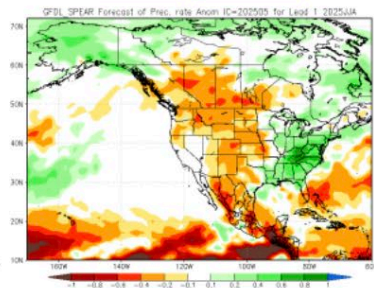 GFDL_SPEAR Forecast of Prec. rate Anom IC=202505 for Lead 1 2025JJA
70N
60N
50N
40N
30N
20N
10N
160W 140W 120W 100W 80W 60
-1 -0.8 -0.6 -0.4 -0.2 -0.1 0.1 0.2 0.4 0.6 0.8 1